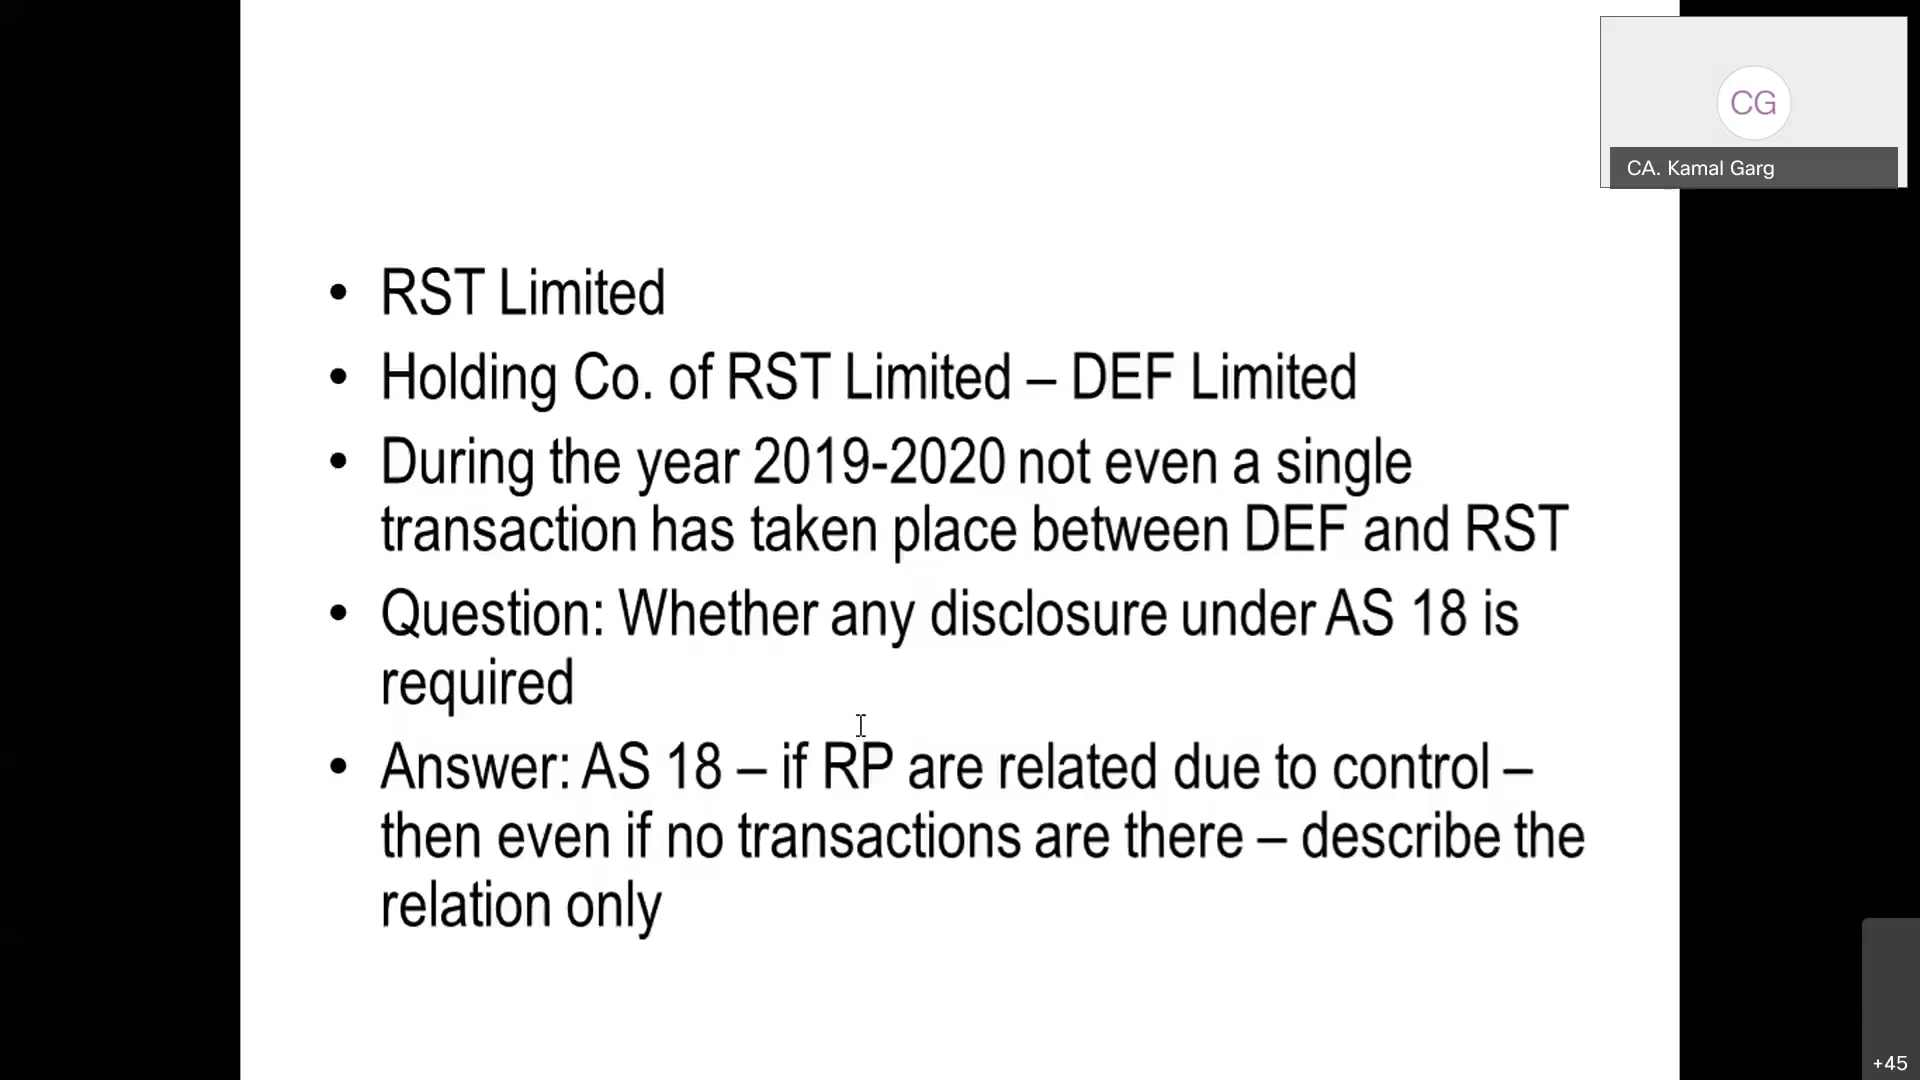 CG
CA. Kamal Garg
• RST Limited
• Holding Co. of RST Limited – DEF Limited
• During the year 2019-2020 not even a single
transaction has taken place between DEF and RST
• Question: Whether any disclosure under AS 18 is
required
• Answer: AS 18 – if RP are related due to control –
then even if no transactions are there – describe the
relation only
+45